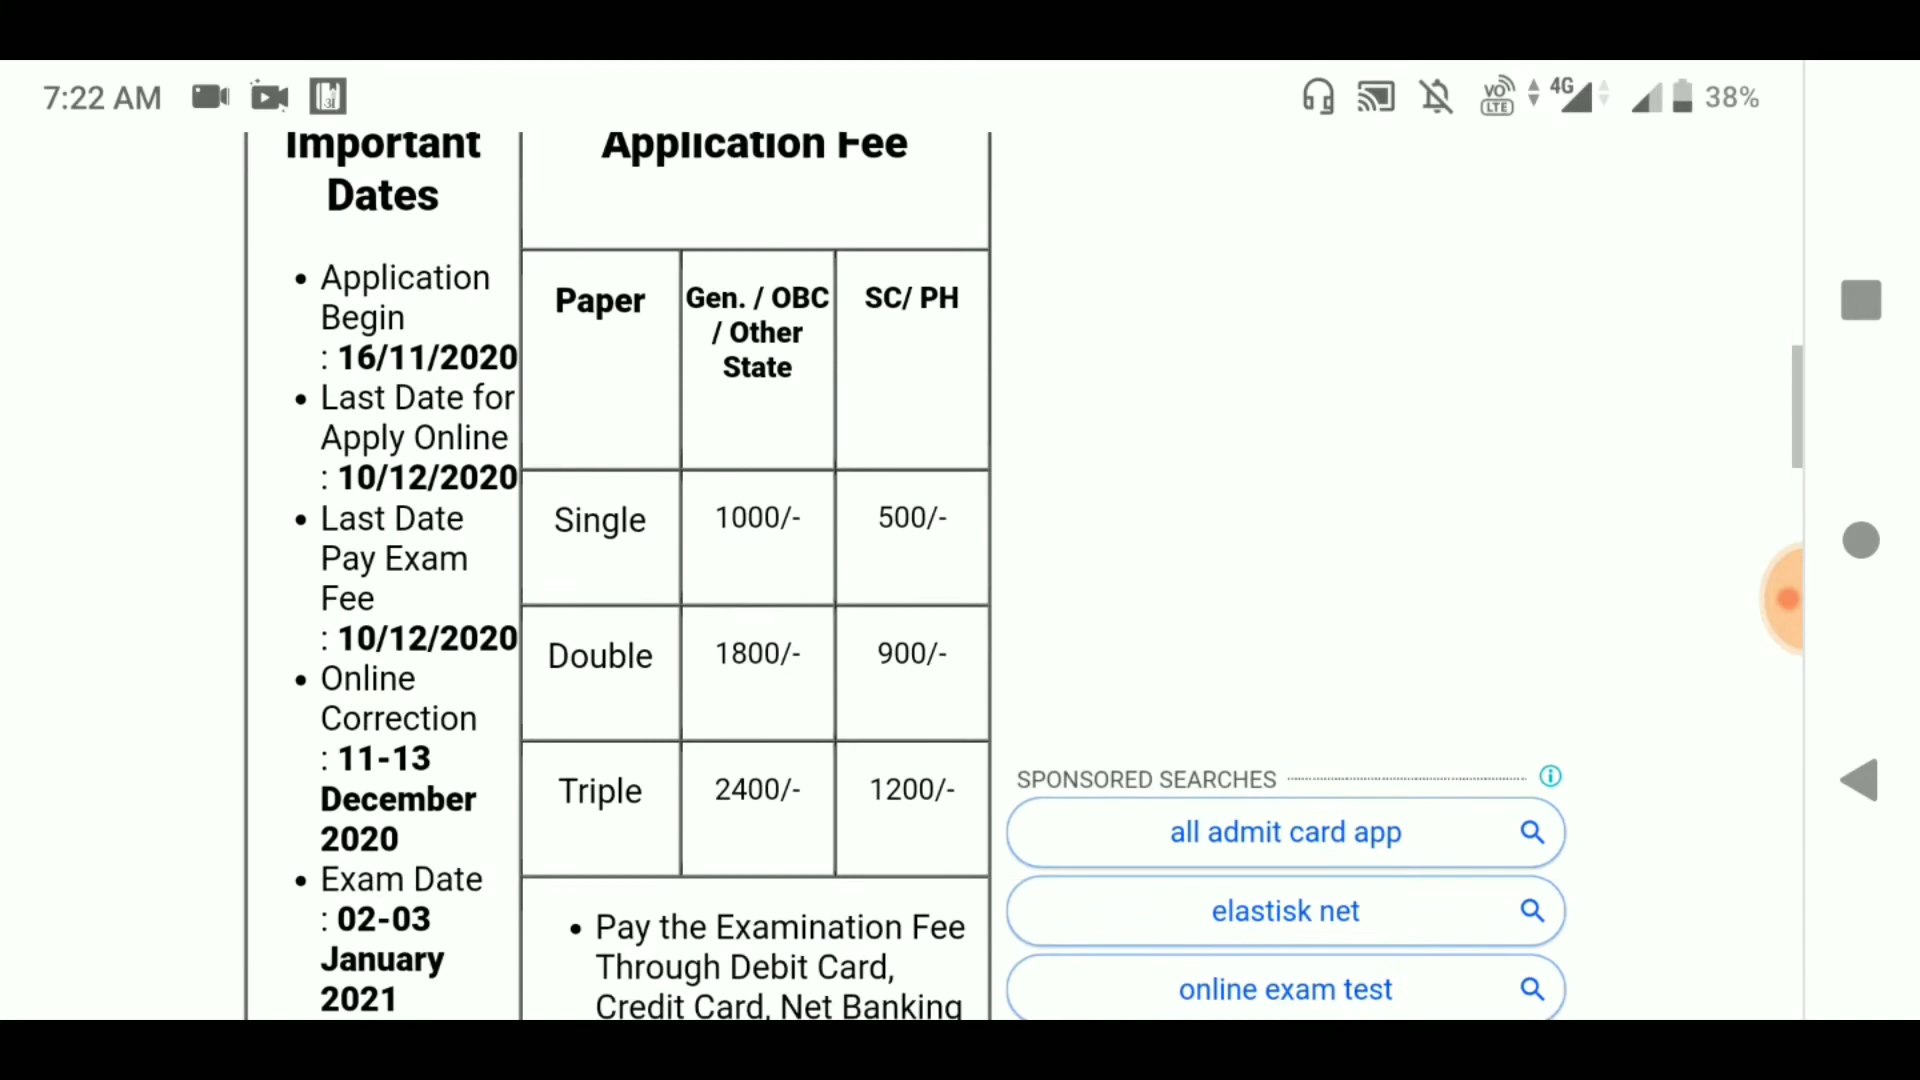 7:22 AM
VO LTE 4G 38%
Important
Dates
Application
Begin
: 16/11/2020
Last Date for
Apply Online
: 10/12/2020
Last Date
Pay Exam
Fee
: 10/12/2020
Online
Correction
: 11-13
December
2020
Exam Date
: 02-03
January
2021
Application Fee
Paper
Gen. / OBC
/ Other
State
SC/ PH
Single 1000/- 500/-
Double 1800/- 900/-
Triple 2400/- 1200/-
Pay the Examination Fee
Through Debit Card,
Credit Card, Net Banking
SPONSORED SEARCHES
all admit card app
elastisk net
online exam test